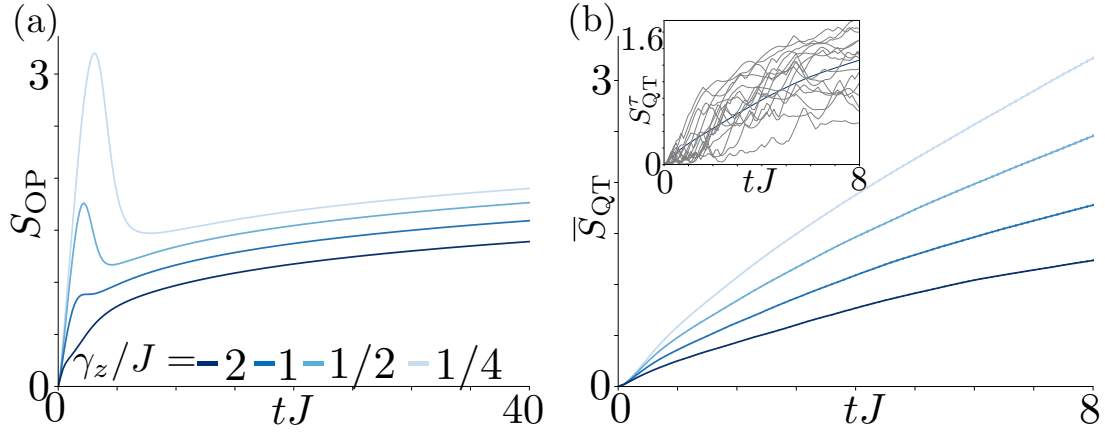 (a)
3
S_OP
0
γ_z/J = 2 1 1/2 1/4
0 tJ 40
(b)
3
S̅_QT
0
0 tJ 8
1.6
S^τ_QT
0
0 tJ 8